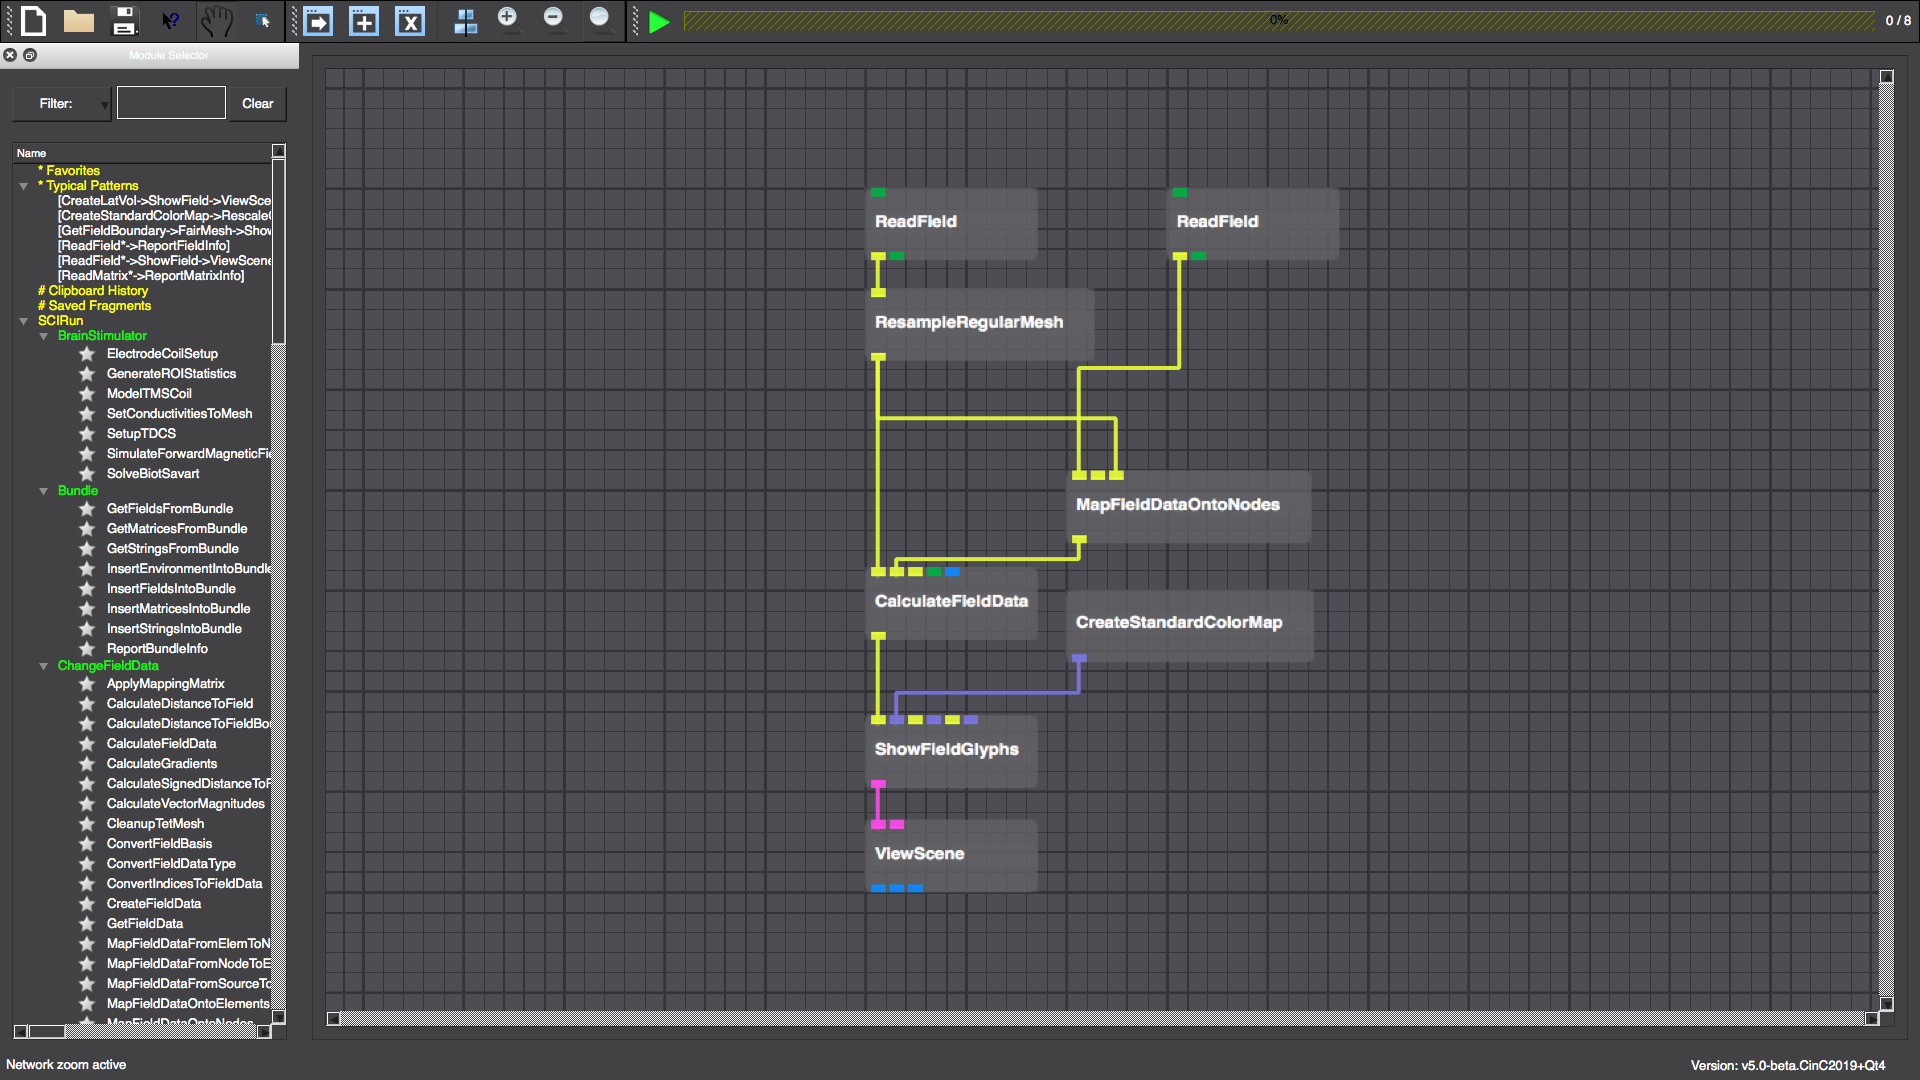 0%
0 / 8
Module Selector
Filter:
Clear
Name
* Favorites
* Typical Patterns
[CreateLatVol->ShowField->ViewSce
[CreateStandardColorMap->Rescale
[GetFieldBoundary->FairMesh->Show
[ReadField*->ReportFieldInfo]
[ReadField*->ShowField->ViewScene
[ReadMatrix*->ReportMatrixInfo]
# Clipboard History
# Saved Fragments
SCIRun
BrainStimulator
ElectrodeCoilSetup
GenerateROIStatistics
ModelTMSCoil
SetConductivitiesToMesh
SetupTDCS
SimulateForwardMagneticFie
SolveBiotSavart
Bundle
GetFieldsFromBundle
GetMatricesFromBundle
GetStringsFromBundle
InsertEnvironmentIntoBundle
InsertFieldsIntoBundle
InsertMatricesIntoBundle
InsertStringsIntoBundle
ReportBundleInfo
ChangeFieldData
ApplyMappingMatrix
CalculateDistanceToField
CalculateDistanceToFieldBo
CalculateFieldData
CalculateGradients
CalculateSignedDistanceToF
CalculateVectorMagnitudes
CleanupTetMesh
ConvertFieldBasis
ConvertFieldDataType
ConvertIndicesToFieldData
CreateFieldData
GetFieldData
MapFieldDataFromElemToN
MapFieldDataFromNodeToE
MapFieldDataFromSourceTo
MapFieldDataOntoElements
MapFieldDataOntoNodes
ReadField
ReadField
ResampleRegularMesh
MapFieldDataOntoNodes
CalculateFieldData
CreateStandardColorMap
ShowFieldGlyphs
ViewScene
Network zoom active
Version: v5.0-beta.CinC2019+Qt4